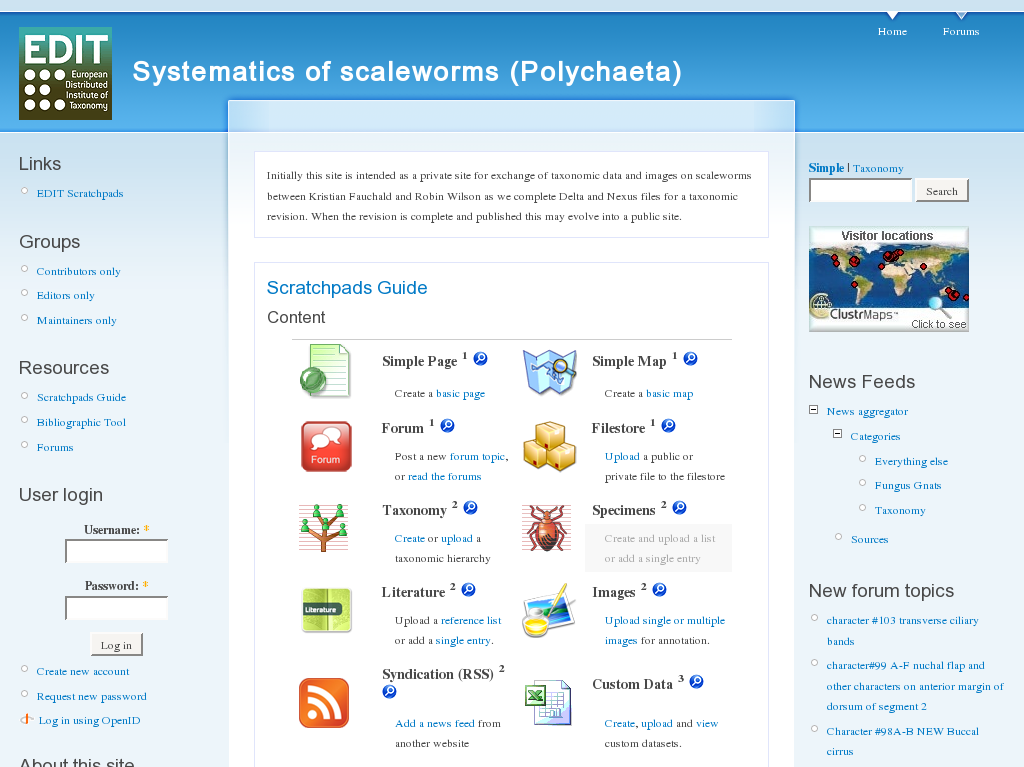 Home
Forums
EDIT
European
Distributed
Institute of
Taxonomy
Systematics of scaleworms (Polychaeta)
Links
EDIT Scratchpads
Groups
Contributors only
Editors only
Maintainers only
Resources
Scratchpads Guide
Bibliographic Tool
Forums
User login
Username: *
Password: *
Log in
Create new account
Request new password
Log in using OpenID
About this site
Initially this site is intended as a private site for exchange of taxonomic data and images on scaleworms
between Kristian Fauchald and Robin Wilson as we complete Delta and Nexus files for a taxonomic
revision. When the revision is complete and published this may evolve into a public site.
Scratchpads Guide
Content
Simple Page 1
Create a basic page
Simple Map 1
Create a basic map
Forum
Forum 1
Post a new forum topic,
or read the forums
Filestore 1
Upload a public or
private file to the filestore
Taxonomy 2
Create or upload a
taxonomic hierarchy
Specimens 2
Create and upload a list
or add a single entry
Literature
Literature 2
Upload a reference list
or add a single entry.
Images 2
Upload single or multiple
images for annotation.
Syndication (RSS) 2
Add a news feed from
another website
Custom Data 3
Create, upload and view
custom datasets.
Simple | Taxonomy
Search
Visitor locations
ClustrMaps™
Click to see
News Feeds
News aggregator
Categories
Everything else
Fungus Gnats
Taxonomy
Sources
New forum topics
character #103 transverse ciliary
bands
character#99 A-F nuchal flap and
other characters on anterior margin of
dorsum of segment 2
Character #98A-B NEW Buccal
cirrus